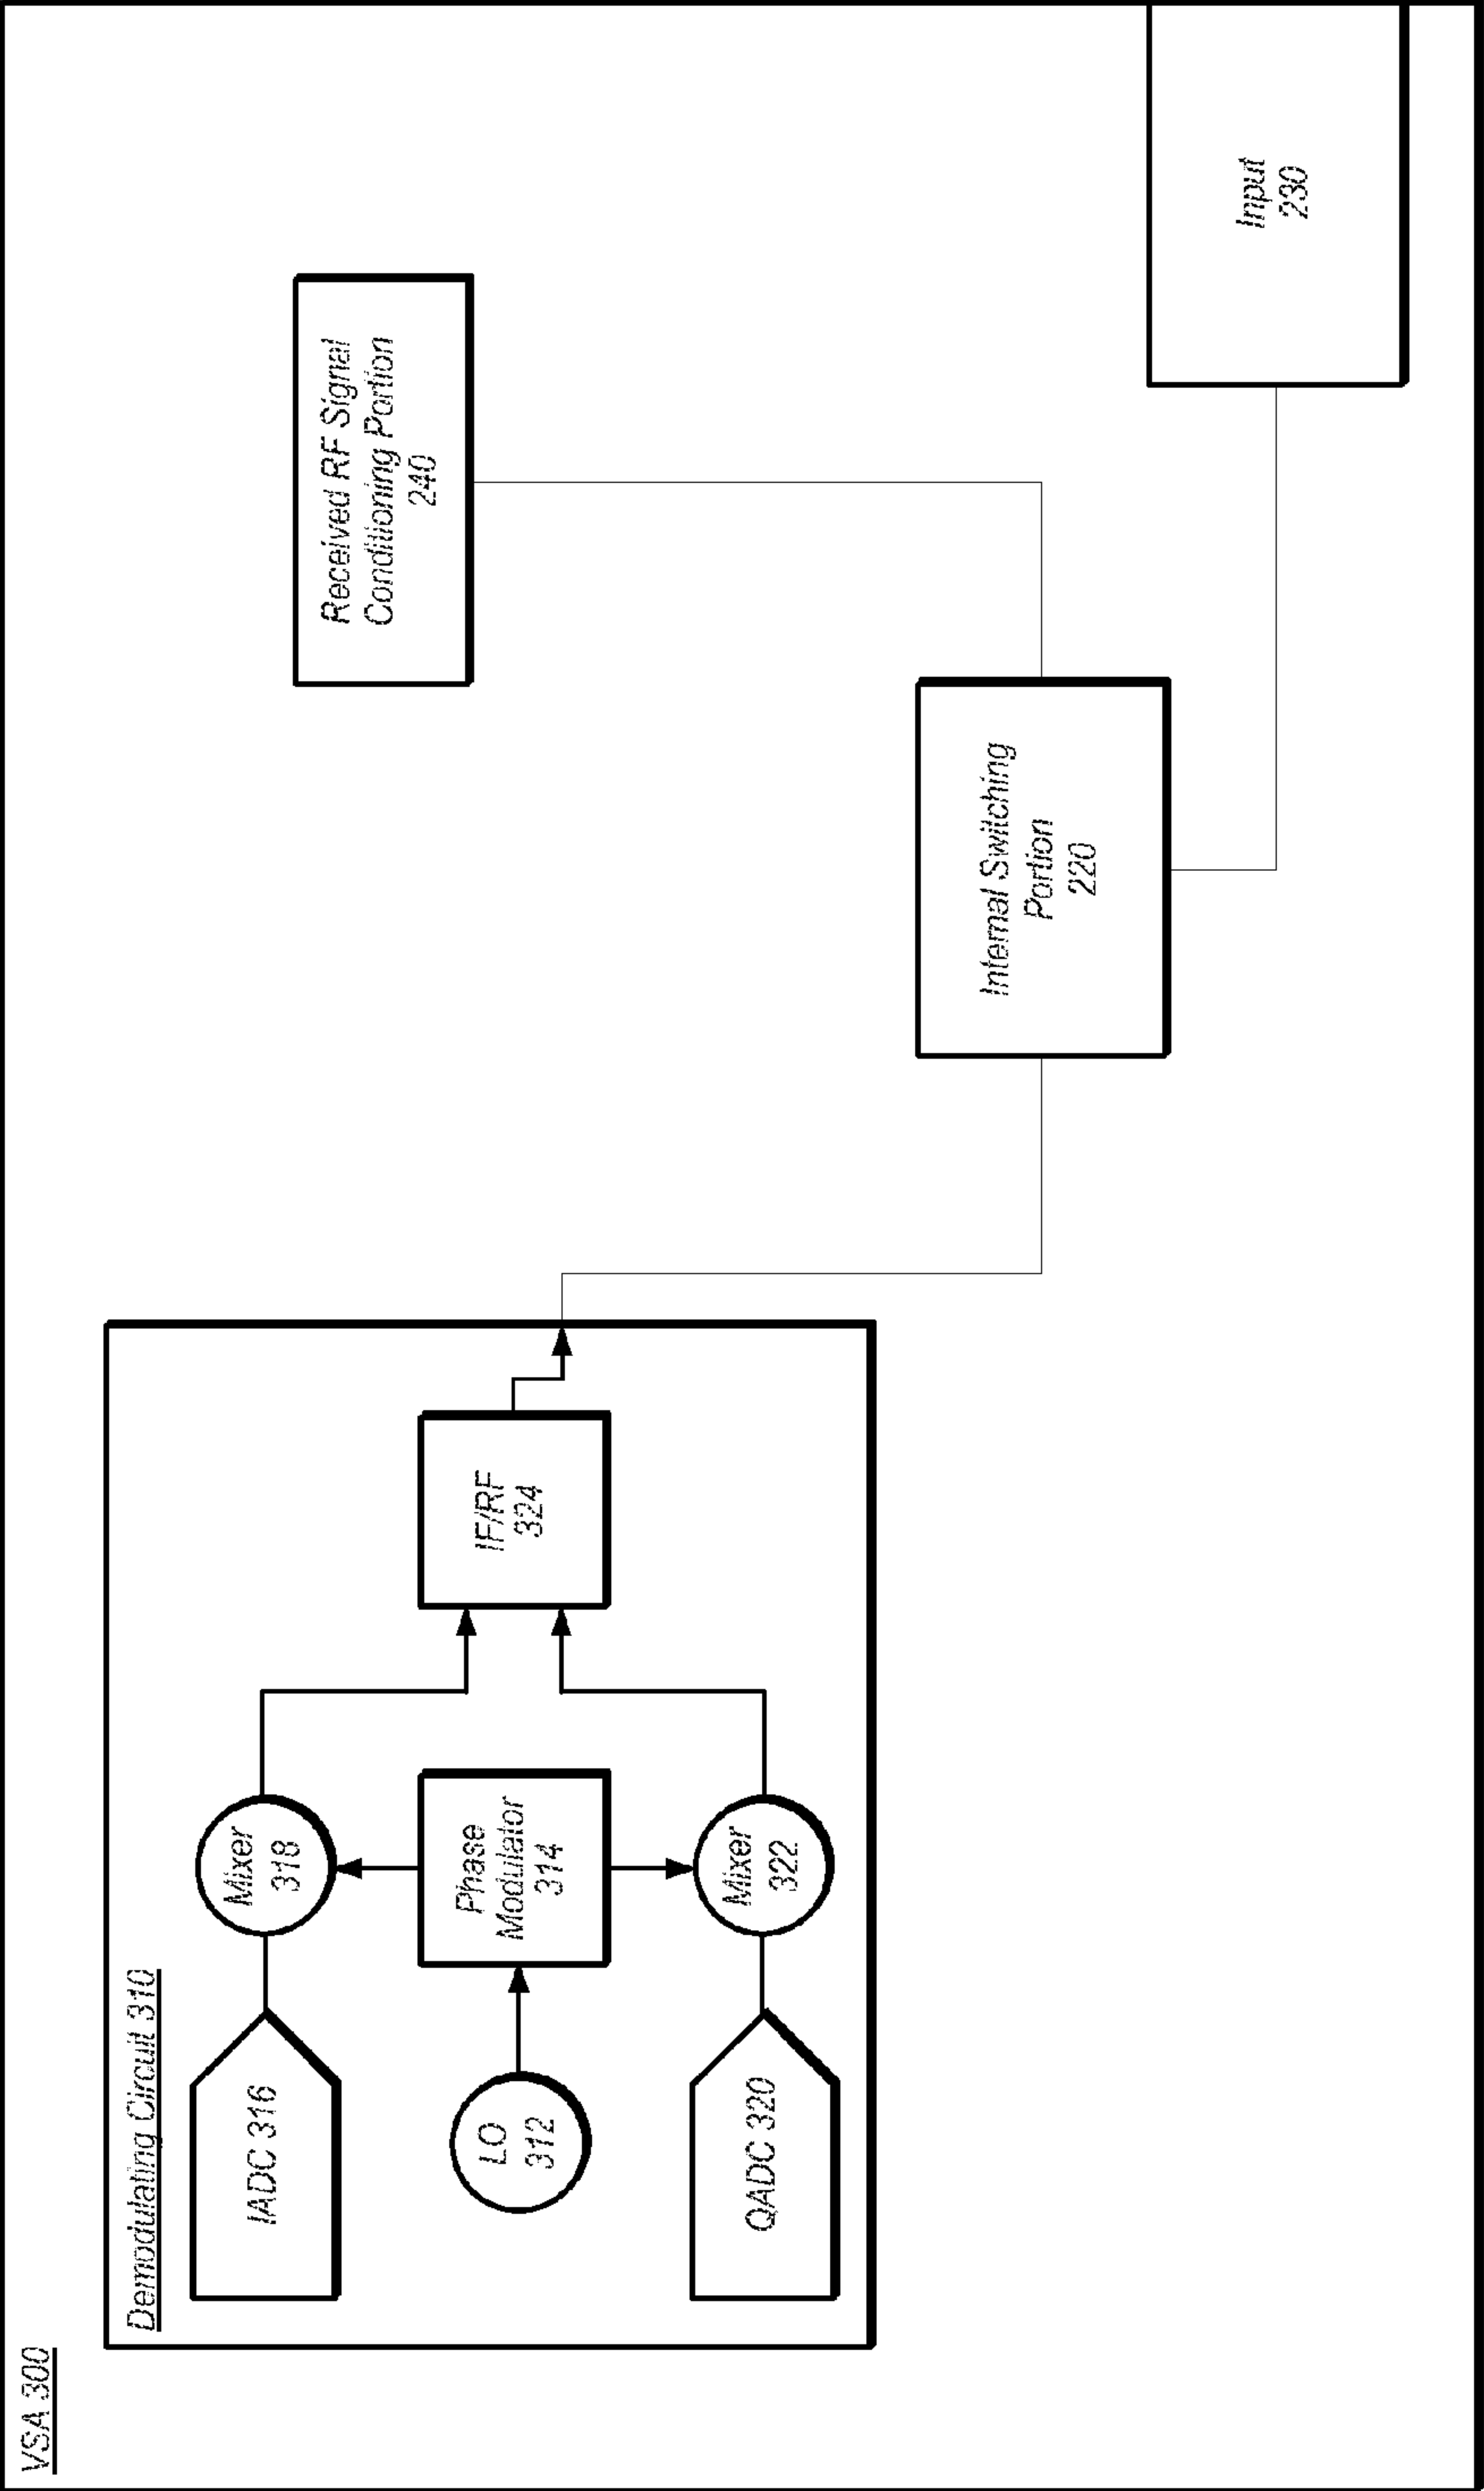 VSA 300
Demodulating Circuit 310
IADC 316
Mixer
318
LO
312
Phase
Modulator
314
QADC 320
Mixer
322
IF/RF
324
Received RF Signal
Conditioning Portion
240
Internal Switching
Portion
220
Input
230